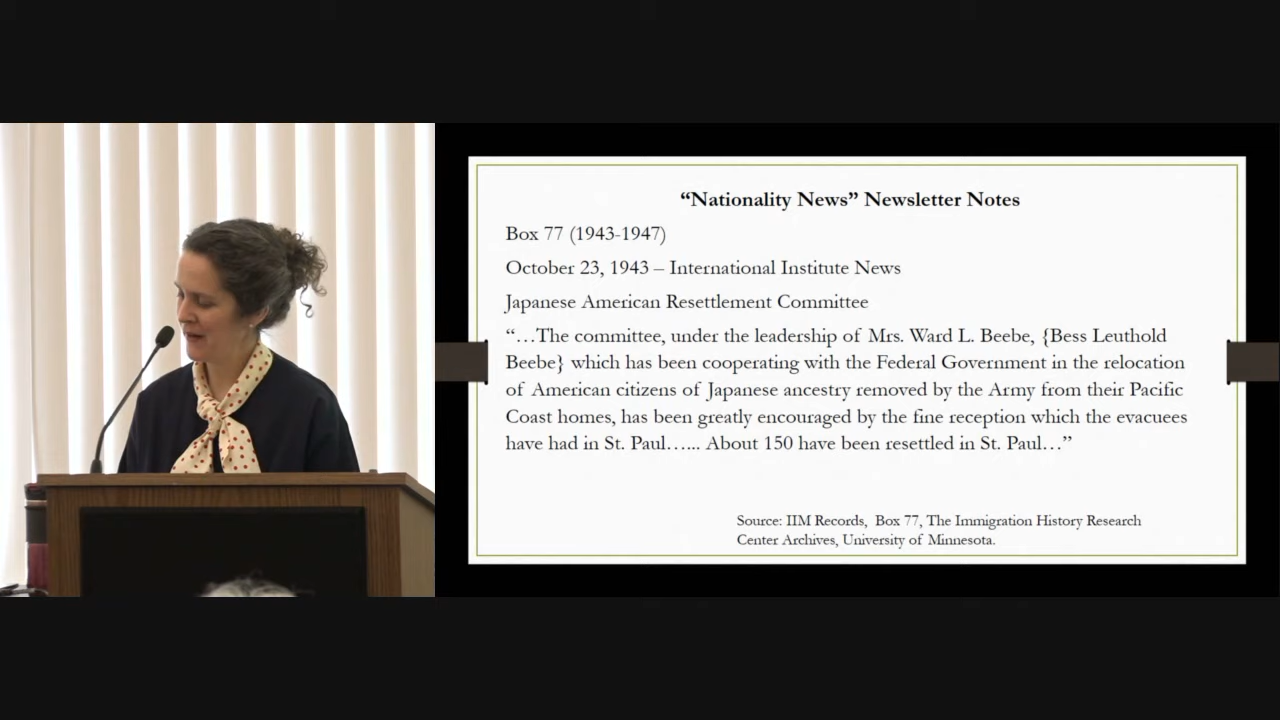 “Nationality News” Newsletter Notes
Box 77 (1943-1947)
October 23, 1943 – International Institute News
Japanese American Resettlement Committee
“…The committee, under the leadership of Mrs. Ward L. Beebe, {Bess Leuthold
Beebe} which has been cooperating with the Federal Government in the relocation
of American citizens of Japanese ancestry removed by the Army from their Pacific
Coast homes, has been greatly encouraged by the fine reception which the evacuees
have had in St. Paul…... About 150 have been resettled in St. Paul…”
Source: IIM Records, Box 77, The Immigration History Research
Center Archives, University of Minnesota.